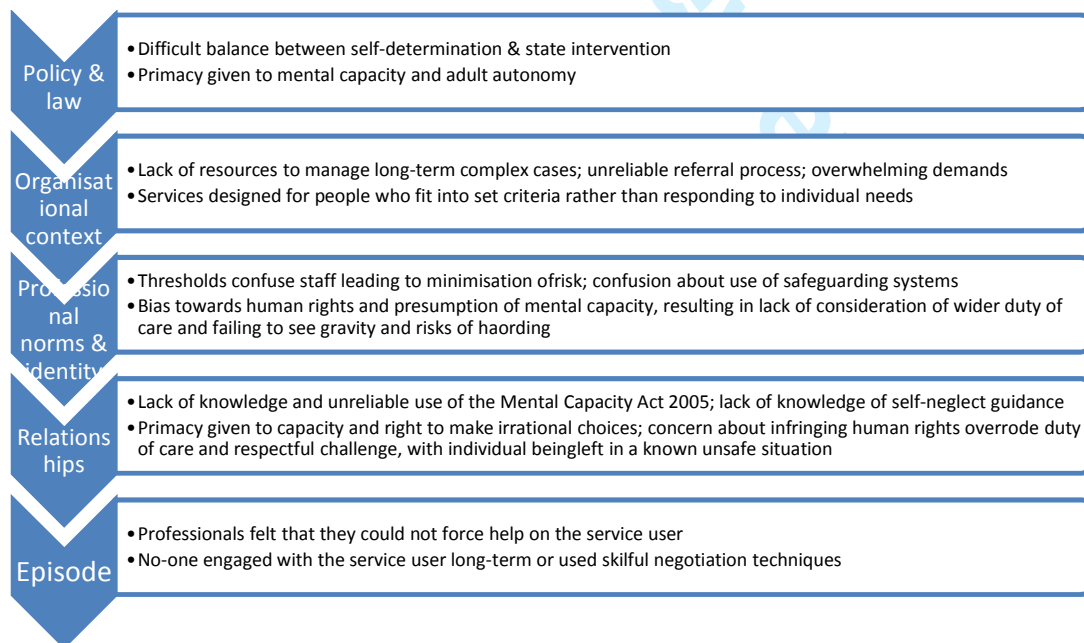 Policy &
law
•Difficult balance between self-determination & state intervention
•Primacy given to mental capacity and adult autonomy
Organisat
ional
context
•Lack of resources to manage long-term complex cases; unreliable referral process; overwhelming demands
•Services designed for people who fit into set criteria rather than responding to individual needs
Professio
nal
norms &
identity
•Thresholds confuse staff leading to minimisation ofrisk; confusion about use of safeguarding systems
•Bias towards human rights and presumption of mental capacity, resulting in lack of consideration of wider duty of
care and failing to see gravity and risks of haording
Relations
hips
•Lack of knowledge and unreliable use of the Mental Capacity Act 2005; lack of knowledge of self-neglect guidance
•Primacy given to capacity and right to make irrational choices; concern about infringing human rights overrode duty
of care and respectful challenge, with individual beingleft in a known unsafe situation
Episode
•Professionals felt that they could not force help on the service user
•No-one engaged with the service user long-term or used skilful negotiation techniques